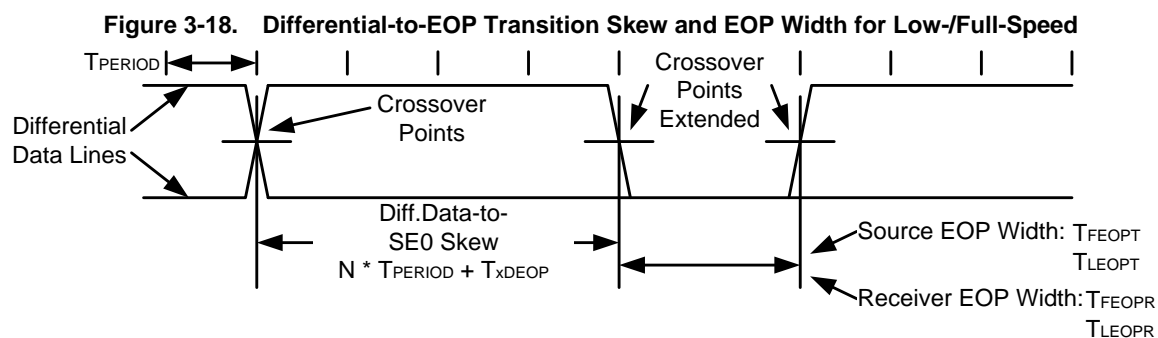 Figure 3-18. Differential-to-EOP Transition Skew and EOP Width for Low-/Full-Speed
TPERIOD
Crossover
Points
Extended
Crossover
Points
Differential
Data Lines
Diff.Data-to-
SE0 Skew
N * TPERIOD + TxDEOP
Source EOP Width: TFEOPT
TLEOPT
Receiver EOP Width: TFEOPR
TLEOPR